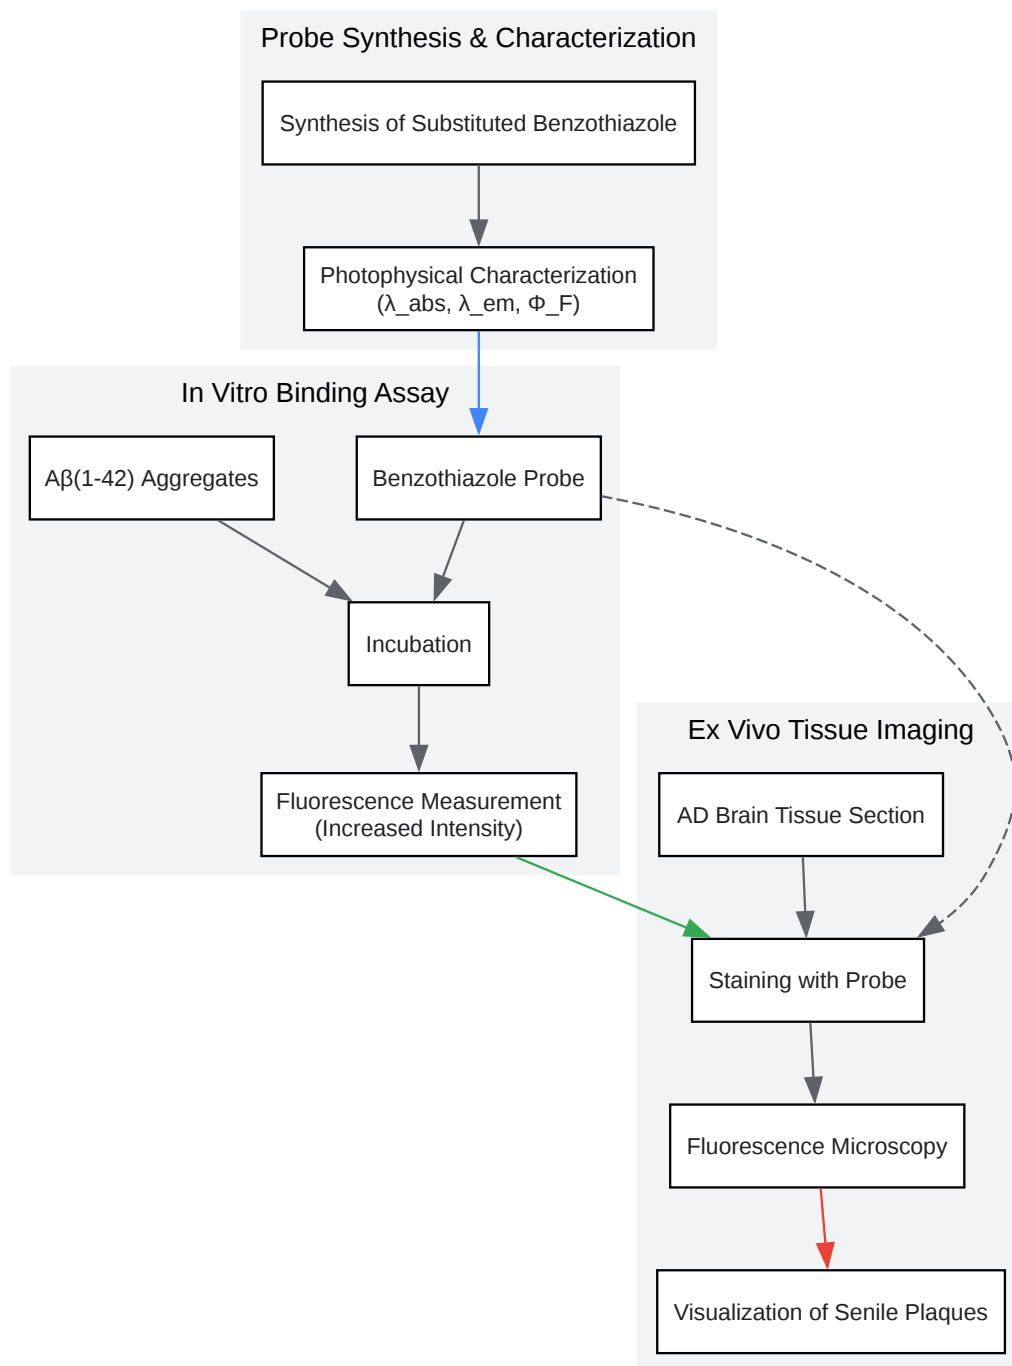 Probe Synthesis & Characterization
Synthesis of Substituted Benzothiazole
Photophysical Characterization
(λ_abs, λ_em, Φ_F)
In Vitro Binding Assay
Aβ(1-42) Aggregates
Benzothiazole Probe
Incubation
Fluorescence Measurement
(Increased Intensity)
Ex Vivo Tissue Imaging
AD Brain Tissue Section
Staining with Probe
Fluorescence Microscopy
Visualization of Senile Plaques